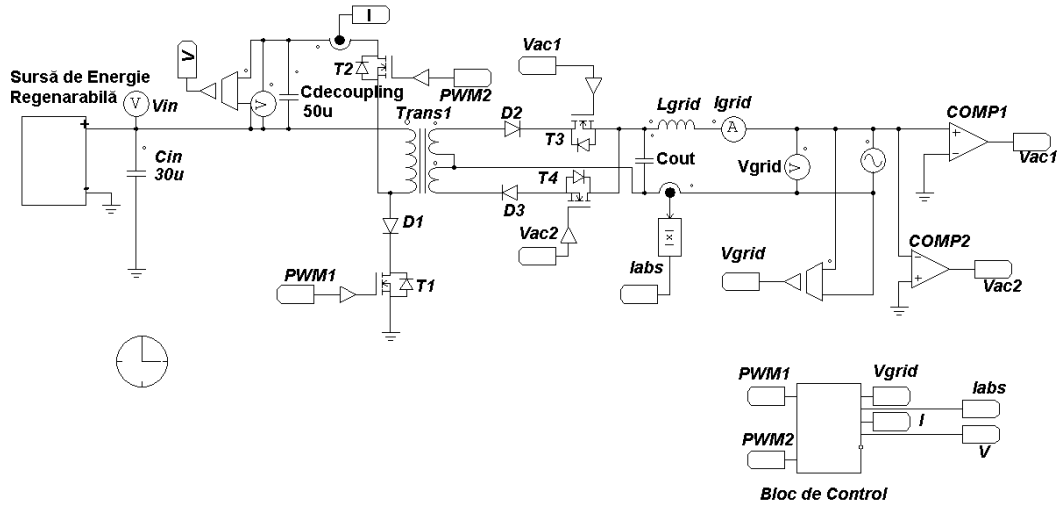 I
V
Sursă de Energie
Regenarabilă
Vin
V
Cin
30u
V
Cdecoupling
50u
T2
PWM2
Trans1
Vac1
D2
T3
T4
D3
Vac2
D1
PWM1
T1
Lgrid
Igrid
A
Cout
Vgrid
V
|x|
Iabs
Vgrid
COMP1
Vac1
COMP2
Vac2
PWM1
PWM2
Vgrid
Iabs
I
V
Bloc de Control